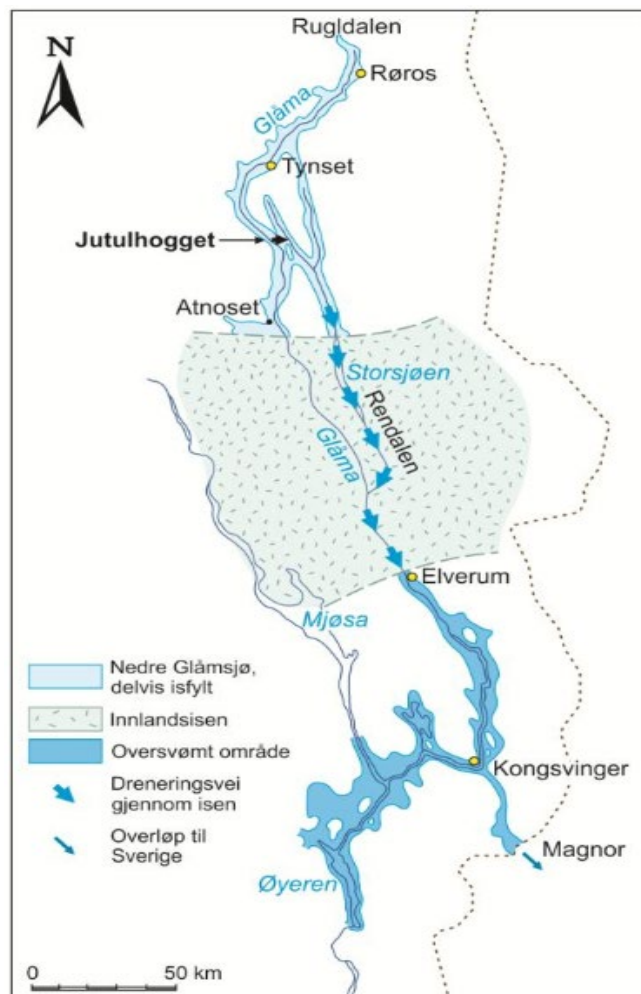 N
Rugldalen
Røros
Glåma
Tynset
Jutulhogget
Atnoset
Storsjøen
Rendalen
Glåma
Elverum
Mjøsa
Nedre Glåmsjø,
delvis isfylt
Innlandsisen
Oversvømt område
Dreneringsvei
gjennom isen
Overløp til
Sverige
Kongsvinger
Magnor
Øyeren
0 50 km